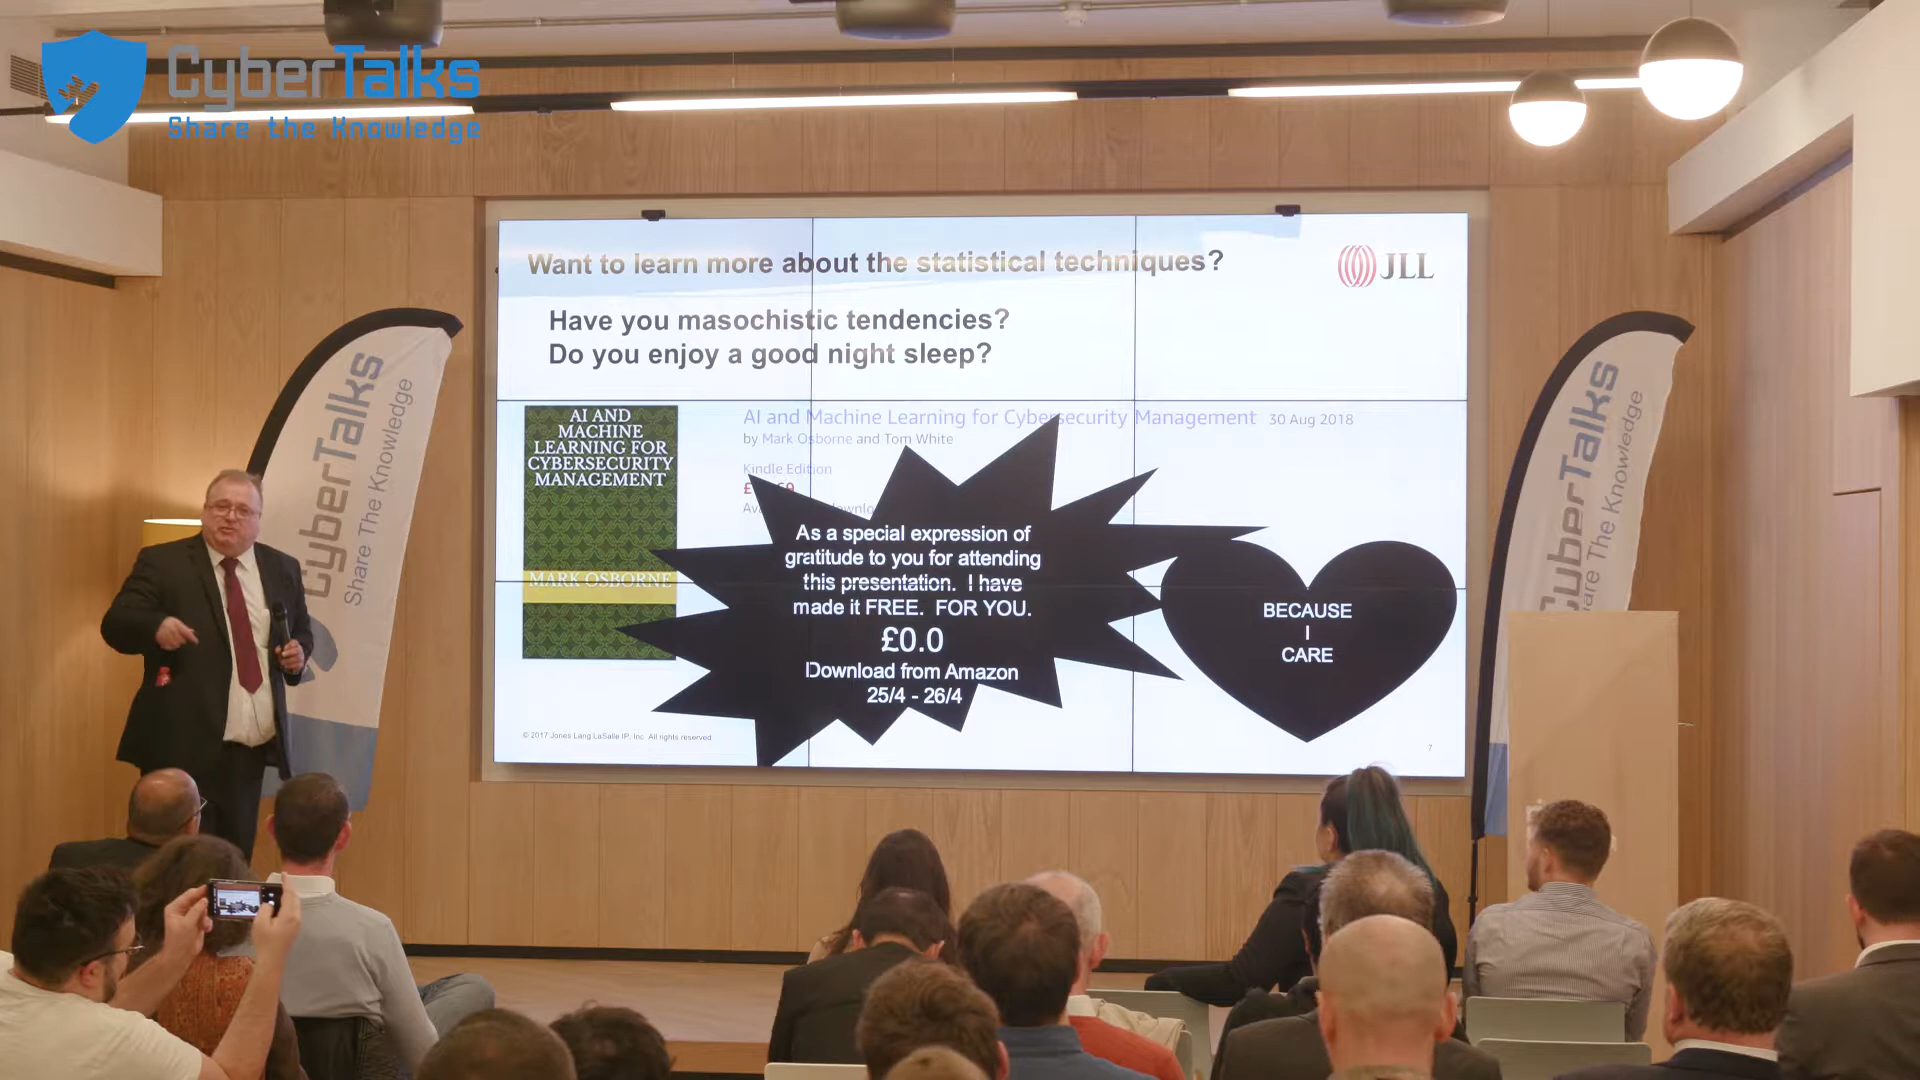 CyberTalks
Share the Knowledge
Want to learn more about the statistical techniques?
JLL
Have you masochistic tendencies?
Do you enjoy a good night sleep?
AI AND
MACHINE
LEARNING FOR
CYBERSECURITY
MANAGEMENT
MARK OSBORNE
AI and Machine Learning for Cybersecurity Management 30 Aug 2018
by Mark Osborne and Tom White
Kindle Edition
As a special expression of
gratitude to you for attending
this presentation. I have
made it FREE. FOR YOU.
£0.0
Download from Amazon
25/4 - 26/4
BECAUSE
I
CARE
© 2017 Jones Lang LaSalle IP, Inc. All rights reserved
7
CyberTalks
Share The Knowledge
CyberTalks
Share The Knowledge